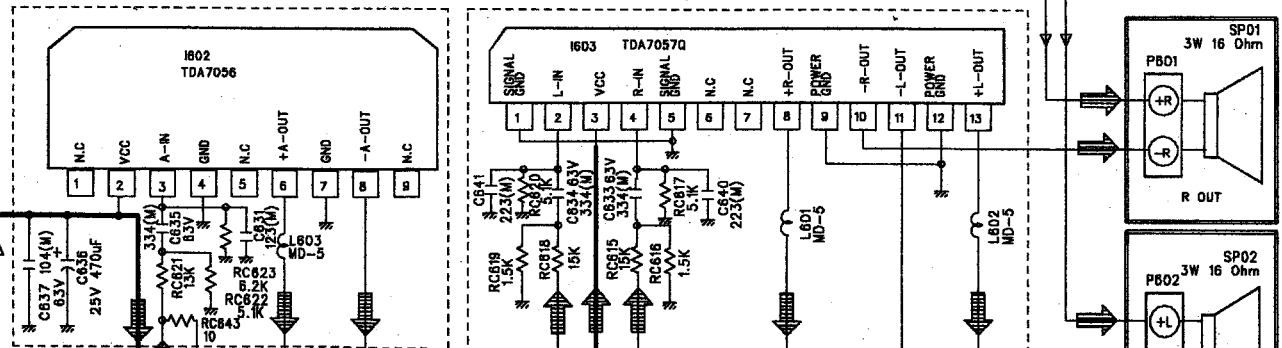 I602
TDA7056
N.C
VCC
A-IN
GND
N.C
+A-OUT
GND
-A-OUT
N.C
1
2
3
4
5
6
7
8
9
334(M)
C635
63V
C631
123(M)
L603
MD-5
C637 104(M)
63V
+
C636
25V 470uF
RC621
13K
RC623
6.2K
RC622
5.1K
RC643
10
I603
TDA7057Q
SIGNAL
GND
L-IN
VCC
R-IN
SIGNAL
GND
N.C
N.C
+R-OUT
POWER
GND
-R-OUT
-L-OUT
POWER
GND
+L-OUT
1
2
3
4
5
6
7
8
9
10
11
12
13
C641
223(M)
RC620
5.1K
C634 63V
334(M)
C633 63V
334(M)
RC617
5.1K
C640
223(M)
RC619
1.5K
RC618
15K
RC615
15K
RC616
1.5K
L601
MD-5
L602
MD-5
SP01
3W 16 Ohm
P601
+R
-R
R OUT
SP02
3W 16 Ohm
P602
+L